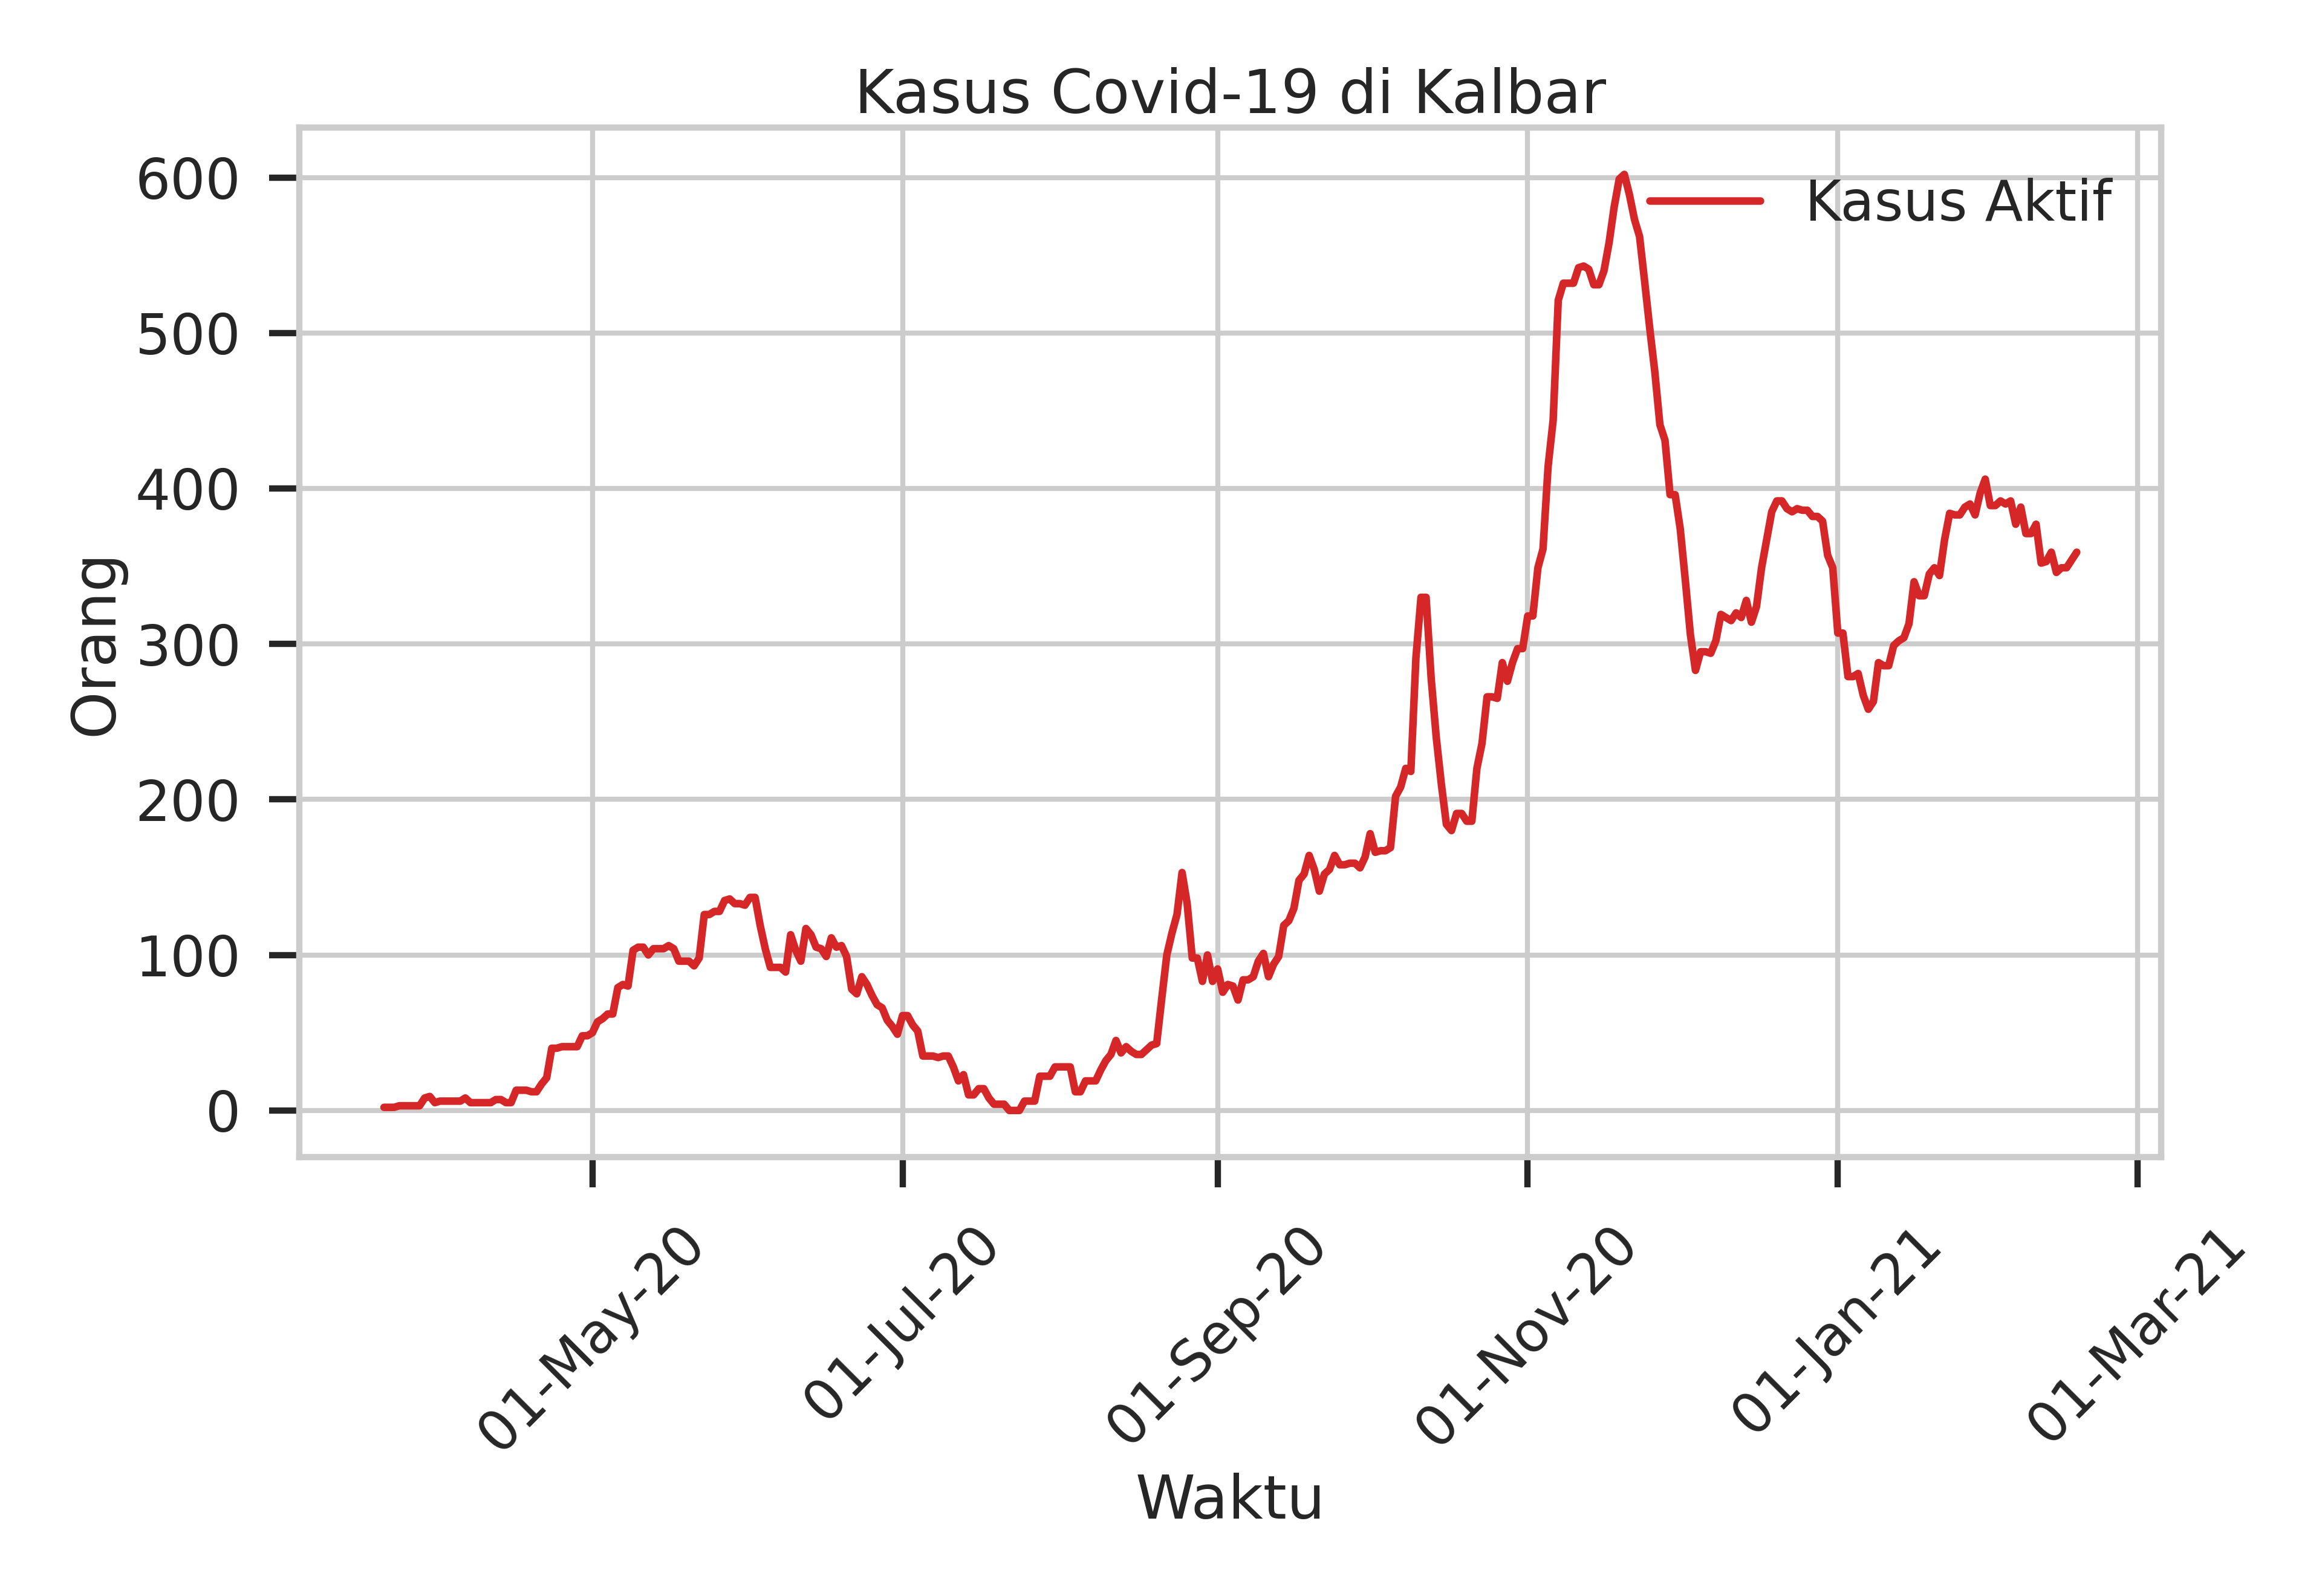 Kasus Covid-19 di Kalbar
Kasus Aktif
600
500
400
300
200
100
0
Orang
01-May-20
01-Jul-20
01-Sep-20
01-Nov-20
01-Jan-21
01-Mar-21
Waktu